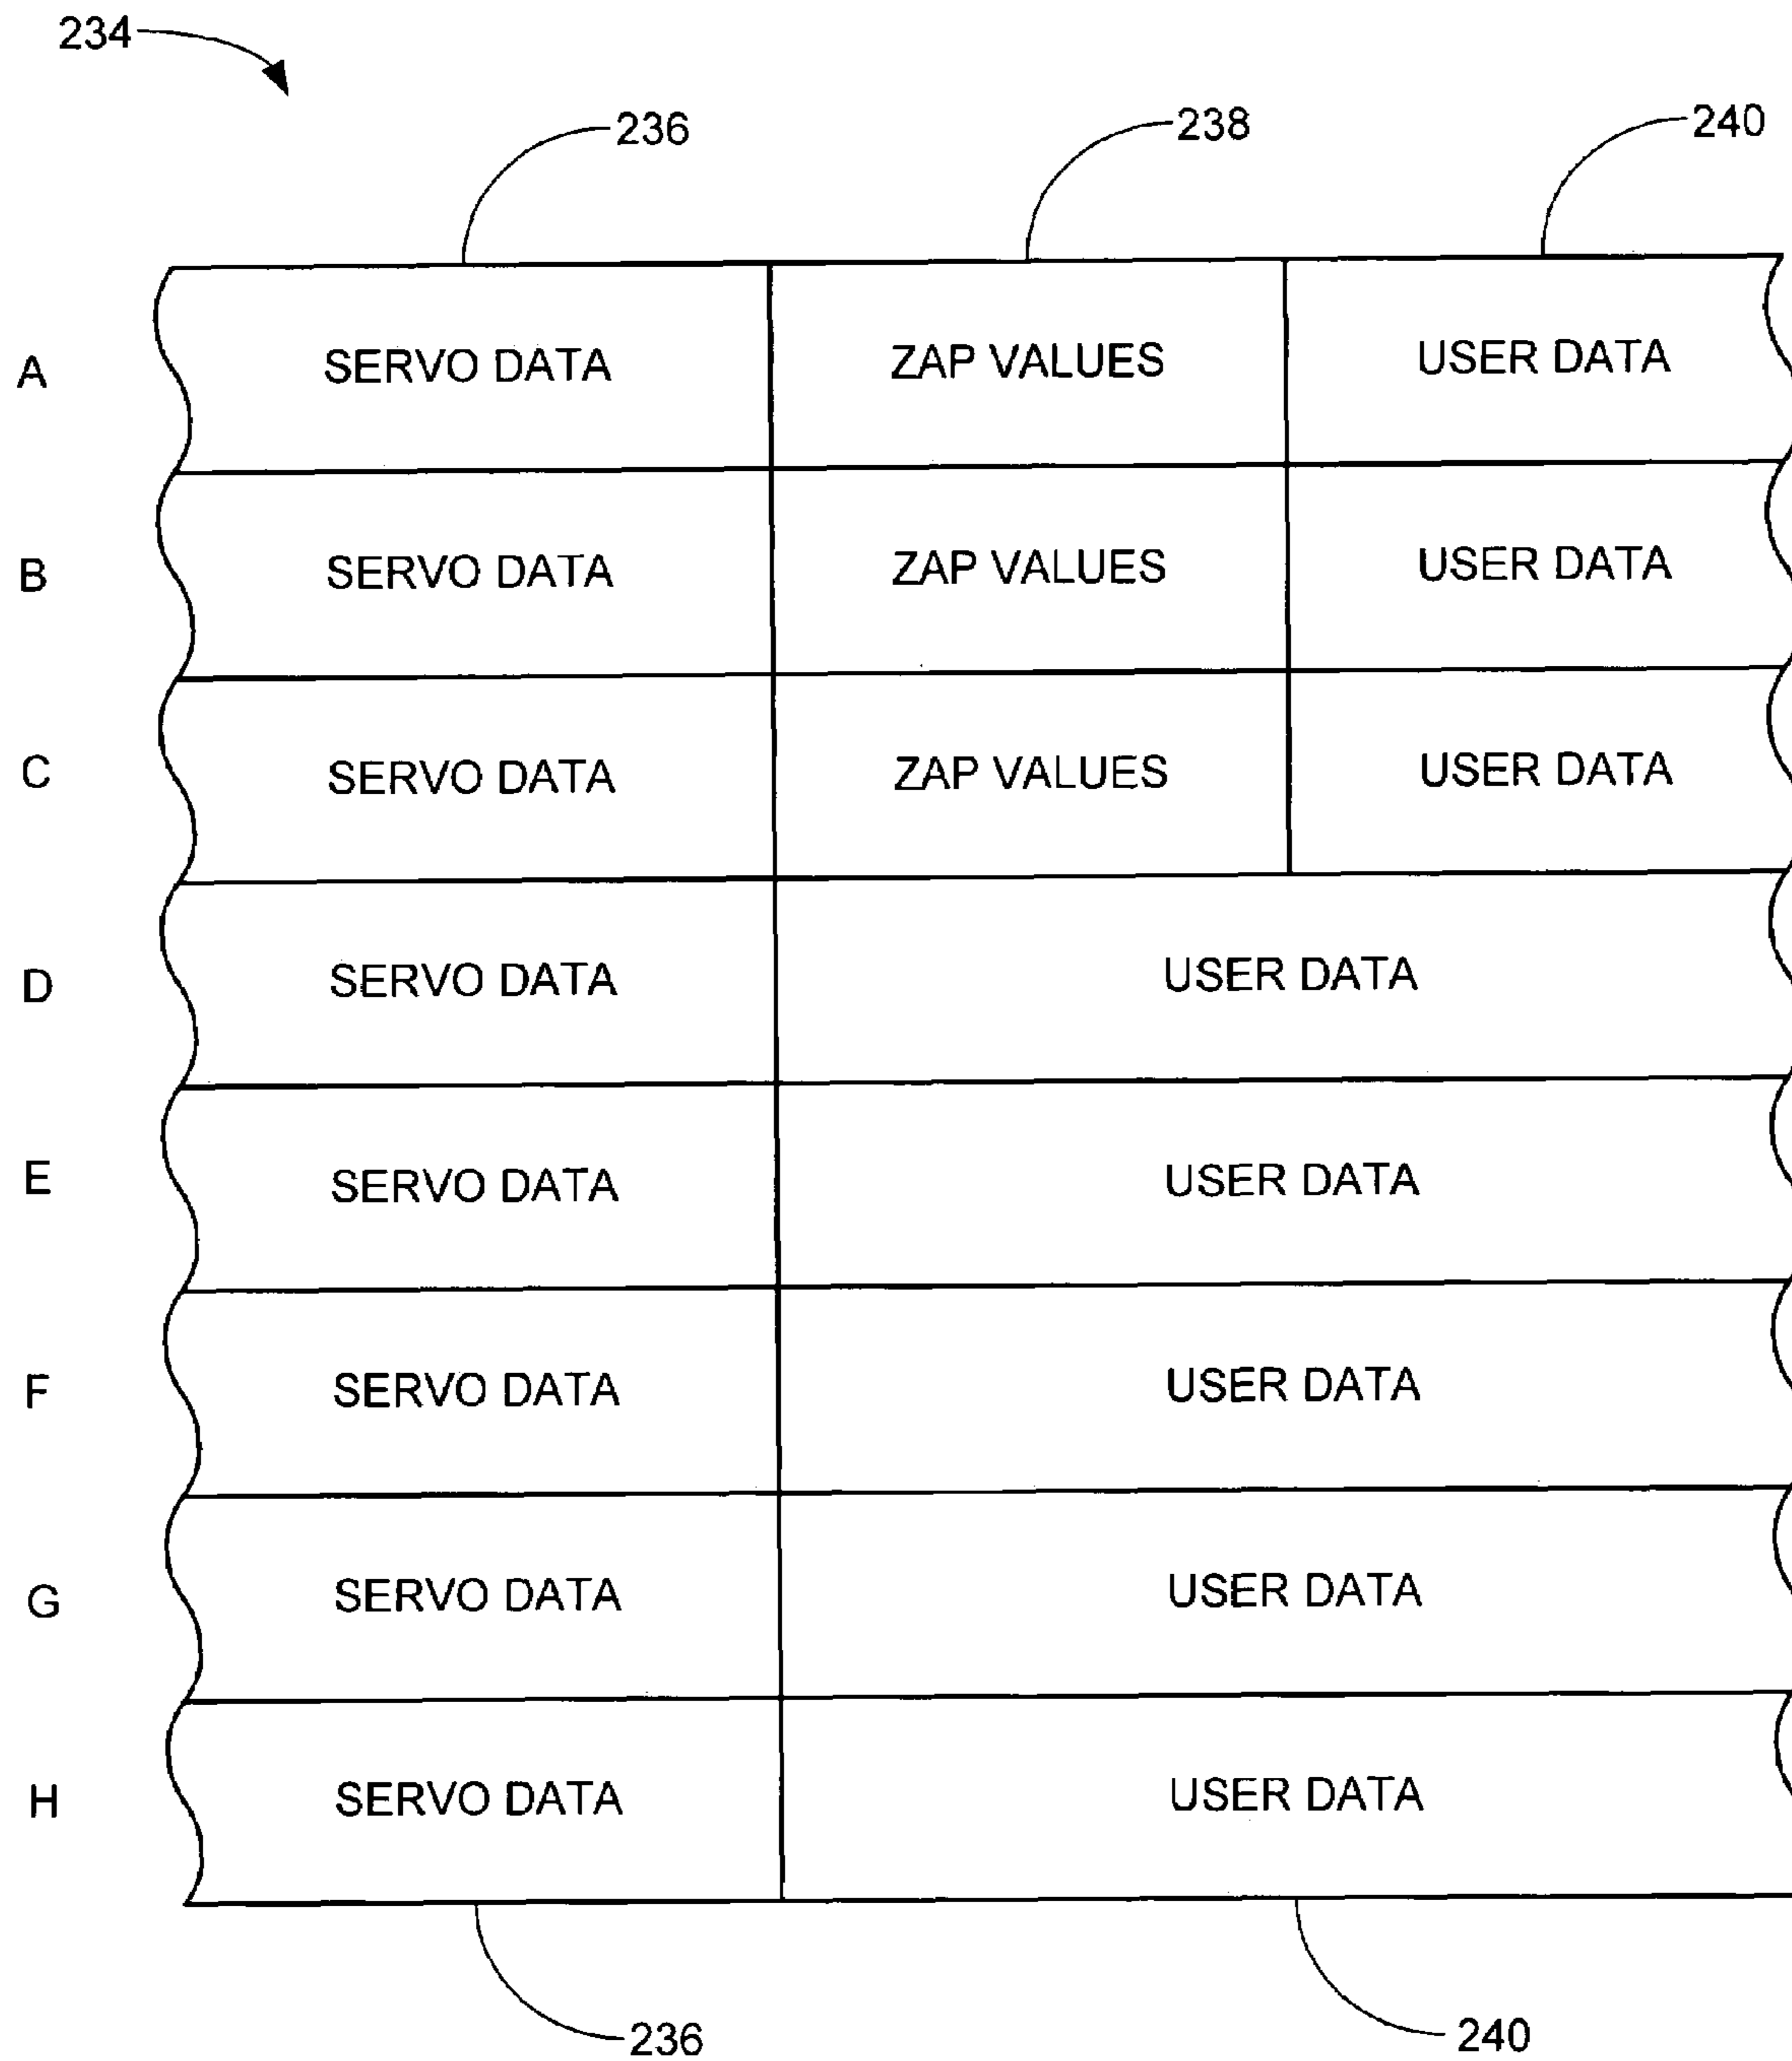 234
236 238 240
A SERVO DATA ZAP VALUES USER DATA
B SERVO DATA ZAP VALUES USER DATA
C SERVO DATA ZAP VALUES USER DATA
D SERVO DATA USER DATA
E SERVO DATA USER DATA
F SERVO DATA USER DATA
G SERVO DATA USER DATA
H SERVO DATA USER DATA
236 240